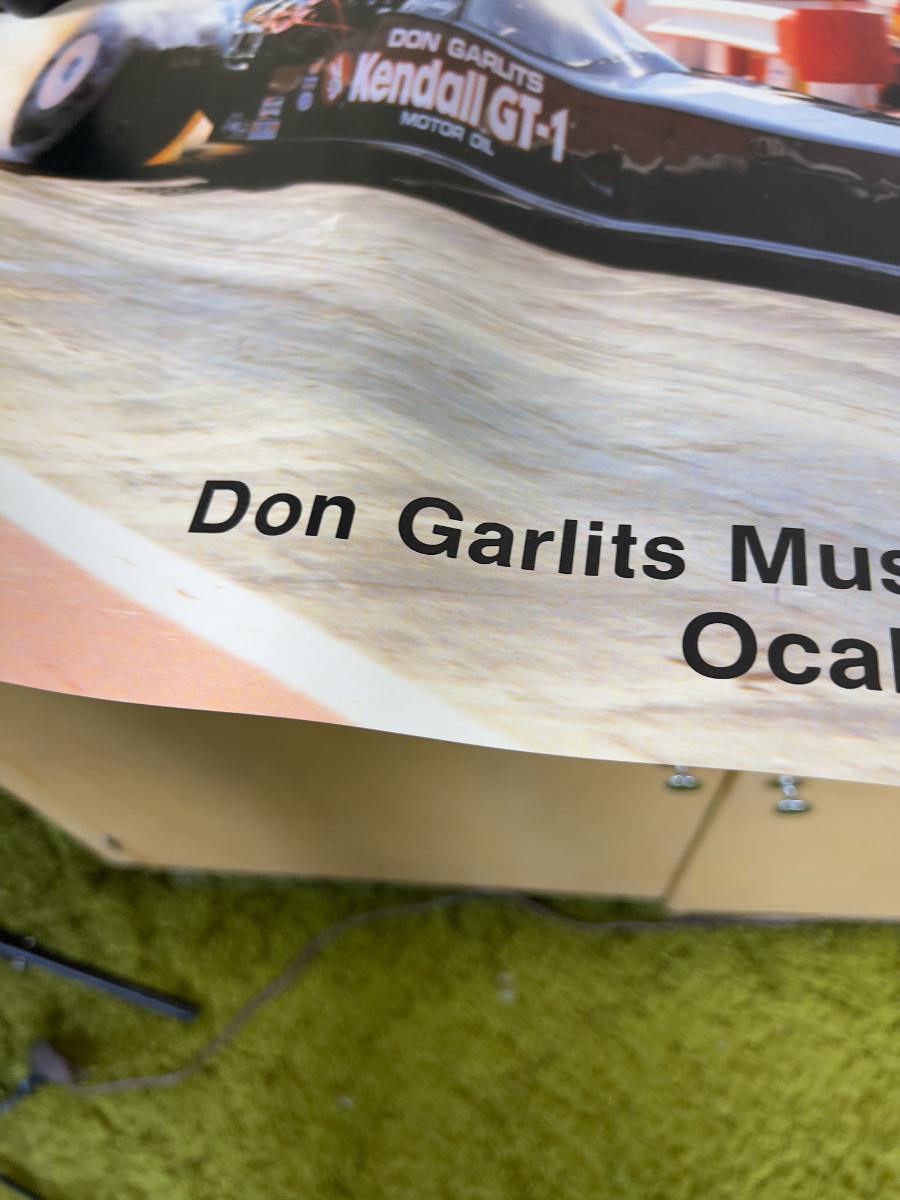 DON GARLITS
Kendall GT-1
MOTOR OIL
Don Garlits Mus
Ocal